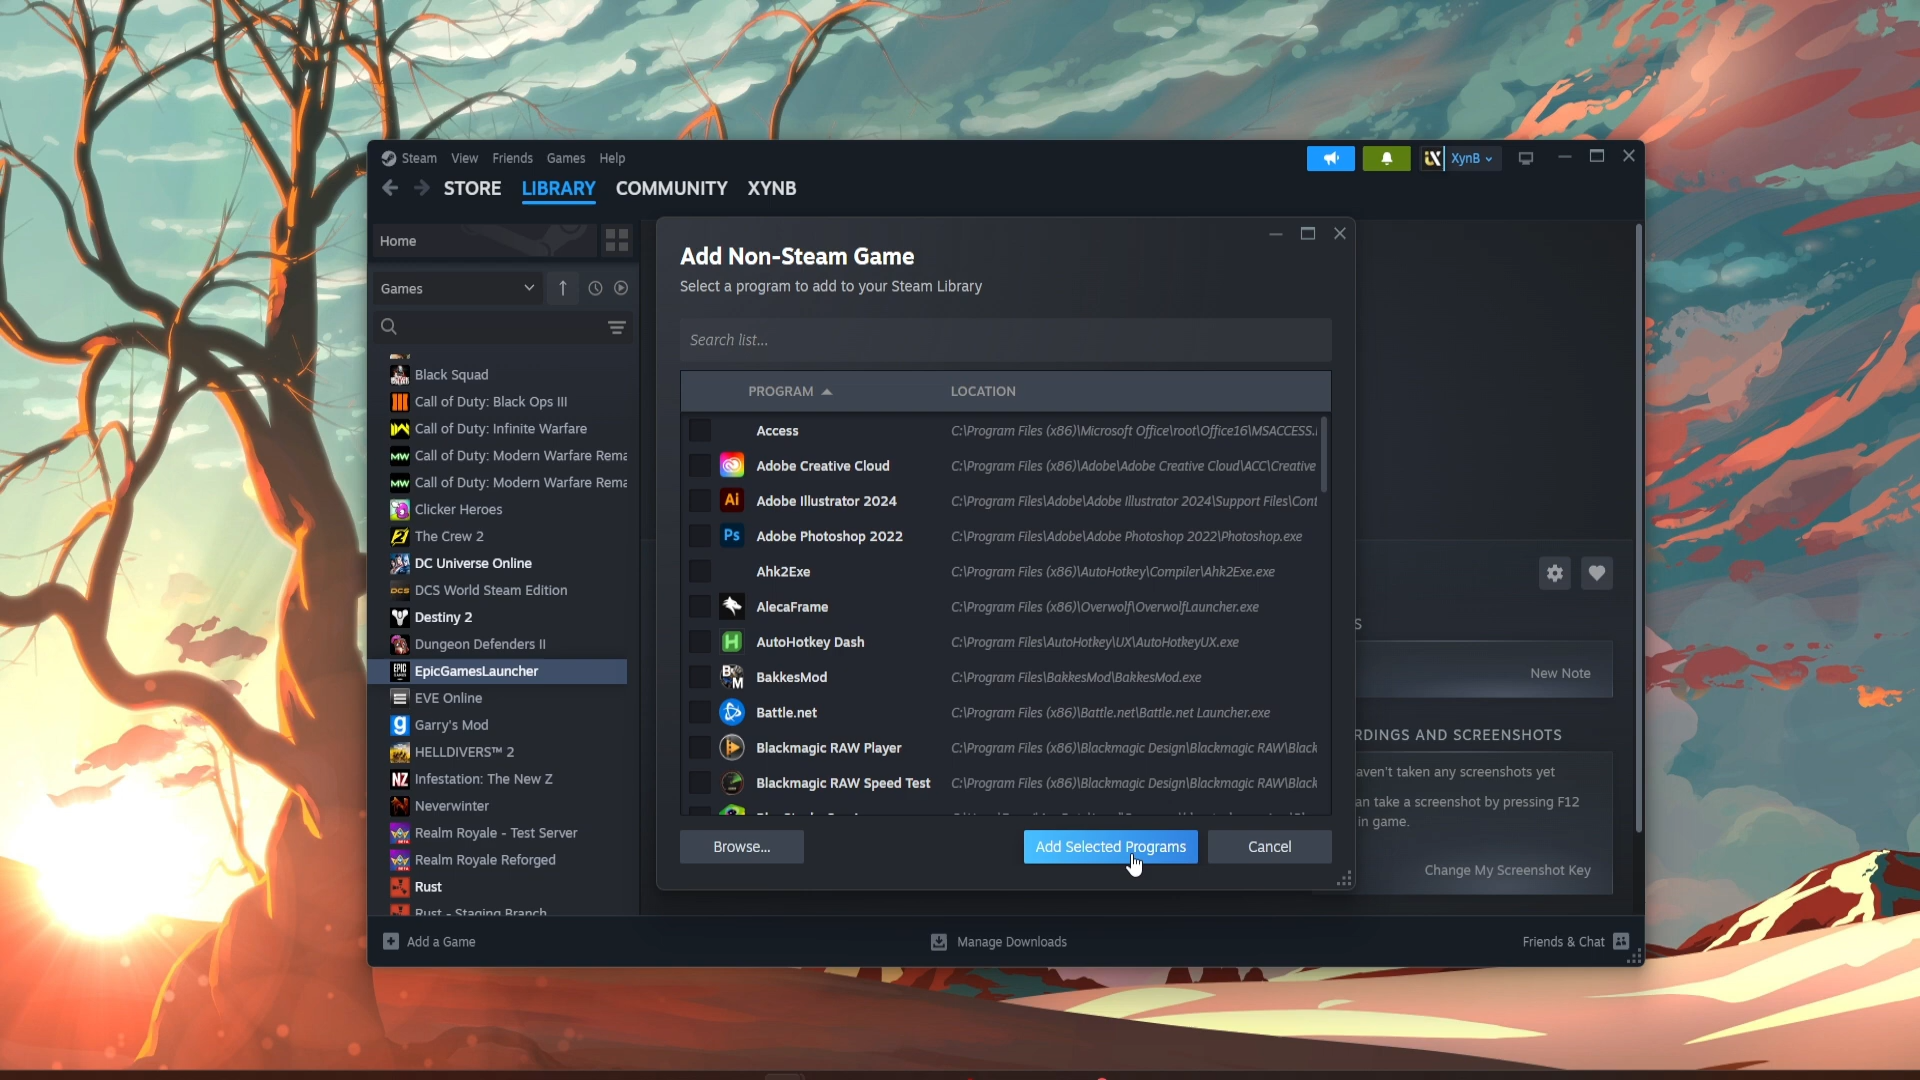 Steam View Friends Games Help
XynB
STORE LIBRARY COMMUNITY XYNB
Home
Games
Black Squad
Call of Duty: Black Ops III
Call of Duty: Infinite Warfare
Call of Duty: Modern Warfare Rema
Call of Duty: Modern Warfare Rema
Clicker Heroes
The Crew 2
DC Universe Online
DCS World Steam Edition
Destiny 2
Dungeon Defenders II
EpicGamesLauncher
EVE Online
Garry's Mod
HELLDIVERS™ 2
Infestation: The New Z
Neverwinter
Realm Royale - Test Server
Realm Royale Reforged
Rust
Rust - Staging Branch
Add Non-Steam Game
Select a program to add to your Steam Library
Search list...
PROGRAM LOCATION
Access C:\Program Files (x86)\Microsoft Office\root\Office16\MSACCESS.
Adobe Creative Cloud C:\Program Files (x86)\Adobe\Adobe Creative Cloud\ACC\Creative
Adobe Illustrator 2024 C:\Program Files\Adobe\Adobe Illustrator 2024\Support Files\Cont
Adobe Photoshop 2022 C:\Program Files\Adobe\Adobe Photoshop 2022\Photoshop.exe
Ahk2Exe C:\Program Files (x86)\AutoHotkey\Compiler\Ahk2Exe.exe
AlecaFrame C:\Program Files (x86)\Overwolf\OverwolfLauncher.exe
AutoHotkey Dash C:\Program Files\AutoHotkey\UX\AutoHotkeyUX.exe
BakkesMod C:\Program Files\BakkesMod\BakkesMod.exe
Battle.net C:\Program Files (x86)\Battle.net\Battle.net Launcher.exe
Blackmagic RAW Player C:\Program Files (x86)\Blackmagic Design\Blackmagic RAW\Black
Blackmagic RAW Speed Test C:\Program Files (x86)\Blackmagic Design\Blackmagic RAW\Black
Browse... Add Selected Programs Cancel
S
New Note
RDINGS AND SCREENSHOTS
aven't taken any screenshots yet
an take a screenshot by pressing F12
in game.
Change My Screenshot Key
Add a Game Manage Downloads Friends & Chat